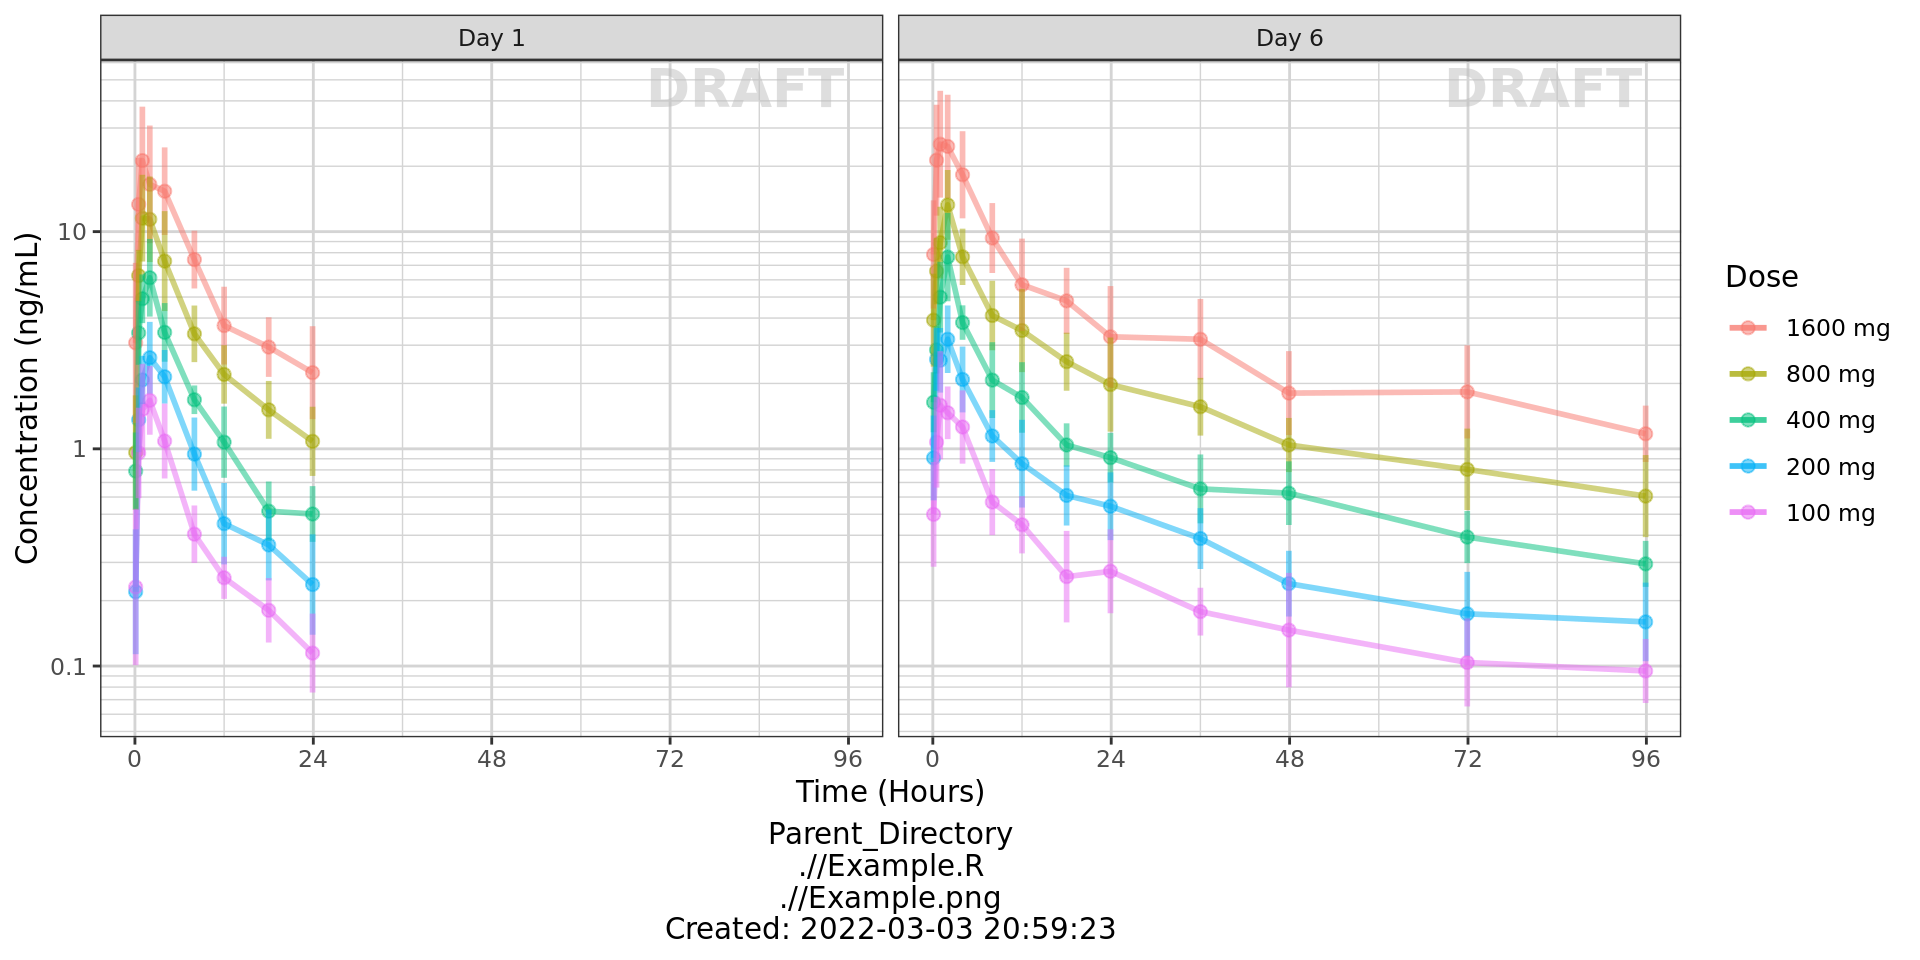 Day 1
Day 6
DRAFT
DRAFT
Concentration (ng/mL)
10
1
0.1
0
24
48
72
96
0
24
48
72
96
Time (Hours)
Dose
1600 mg
800 mg
400 mg
200 mg
100 mg
Parent_Directory
.//Example.R
.//Example.png
Created: 2022-03-03 20:59:23